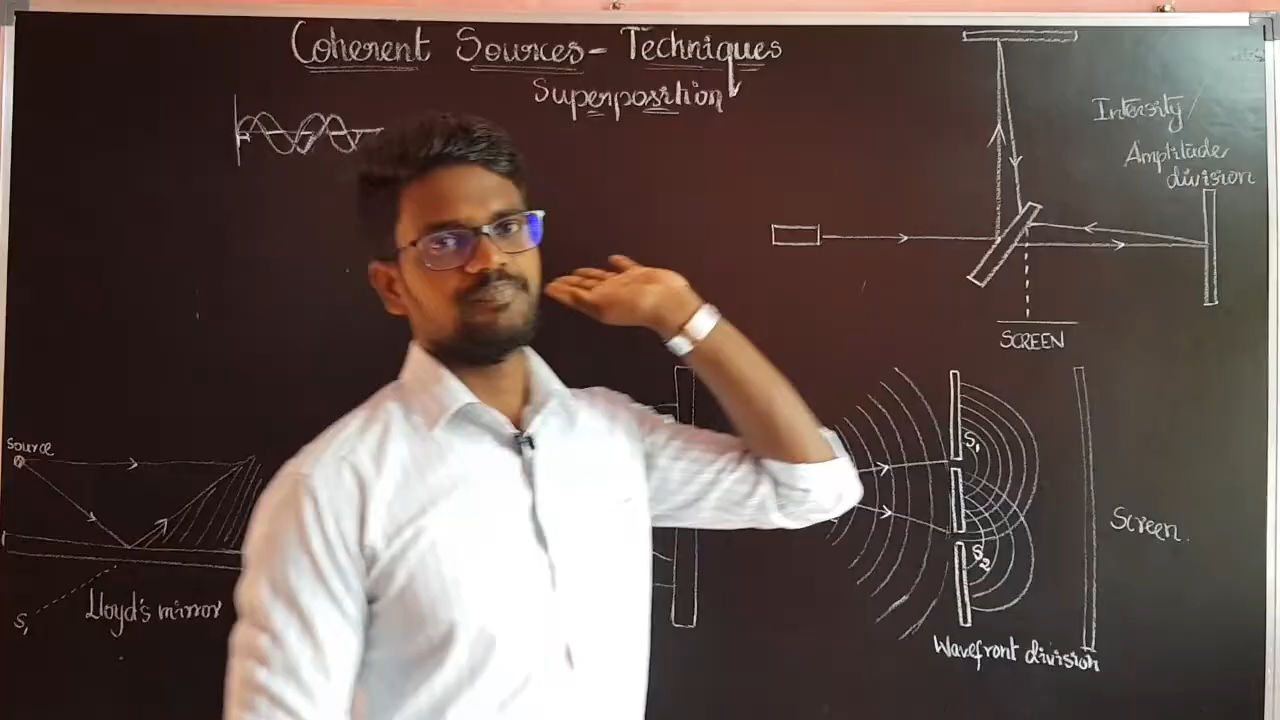 Coherent Sources - Techniques
Superposition
Intensity/
Amplitude
division
SCREEN
Source
S₁
Lloyd's mirror
S₁
S₂
Screen
Wavefront division